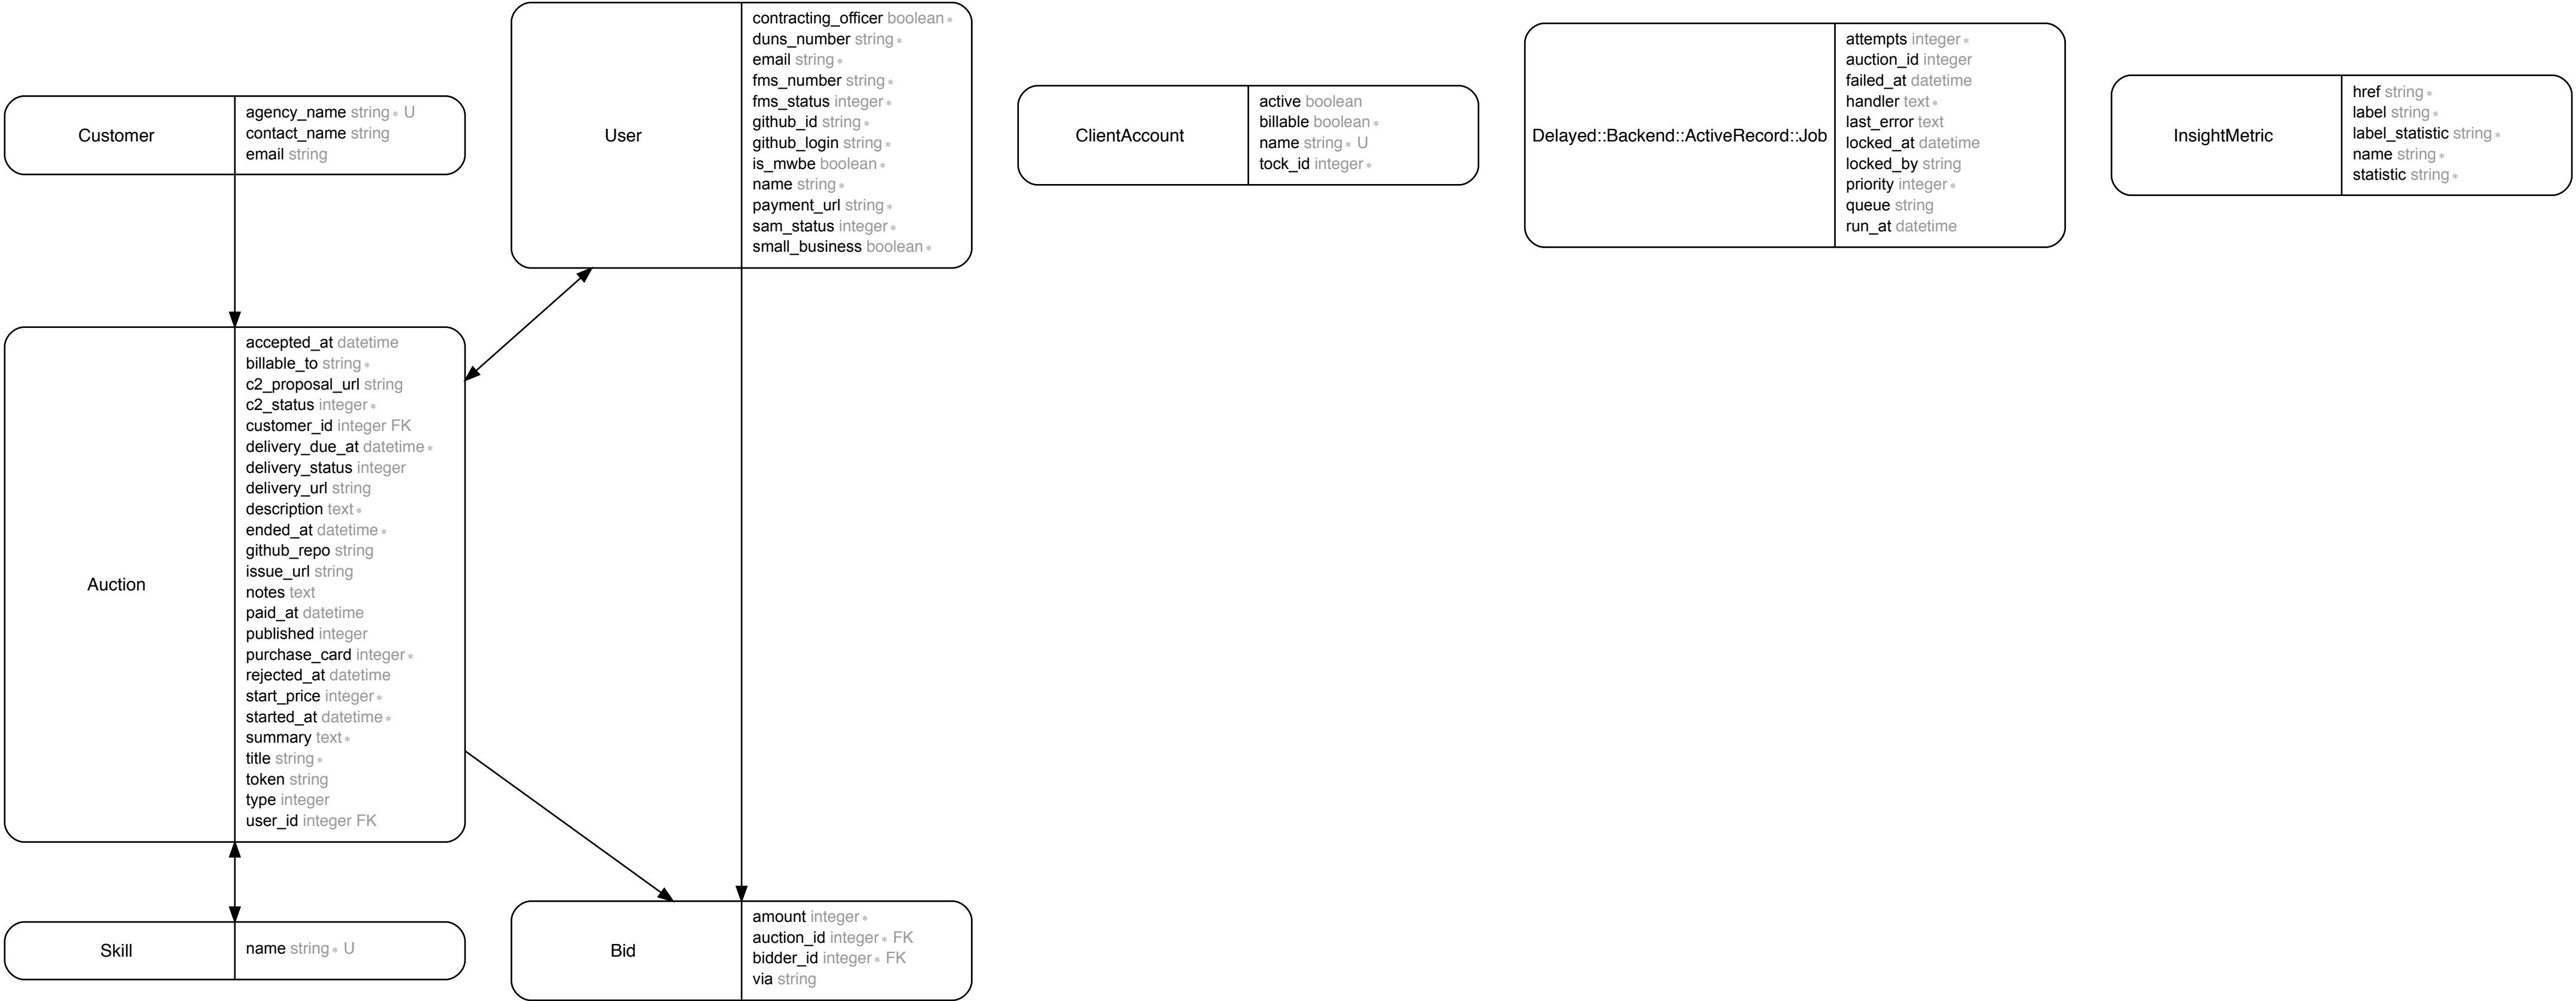 Customer
agency_name string∗ U
contact_name string
email string
User
contracting_officer boolean∗
duns_number string∗
email string∗
fms_number string∗
fms_status integer∗
github_id string∗
github_login string∗
is_mwbe boolean∗
name string∗
payment_url string∗
sam_status integer∗
small_business boolean∗
ClientAccount
active boolean
billable boolean∗
name string∗ U
tock_id integer∗
Delayed::Backend::ActiveRecord::Job
attempts integer∗
auction_id integer
failed_at datetime
handler text∗
last_error text
locked_at datetime
locked_by string
priority integer∗
queue string
run_at datetime
InsightMetric
href string∗
label string∗
label_statistic string∗
name string∗
statistic string∗
Auction
accepted_at datetime
billable_to string∗
c2_proposal_url string
c2_status integer∗
customer_id integer FK
delivery_due_at datetime∗
delivery_status integer
delivery_url string
description text∗
ended_at datetime∗
github_repo string
issue_url string
notes text
paid_at datetime
published integer
purchase_card integer∗
rejected_at datetime
start_price integer∗
started_at datetime∗
summary text∗
title string∗
token string
type integer
user_id integer FK
Skill
name string∗ U
Bid
amount integer∗
auction_id integer∗ FK
bidder_id integer∗ FK
via string